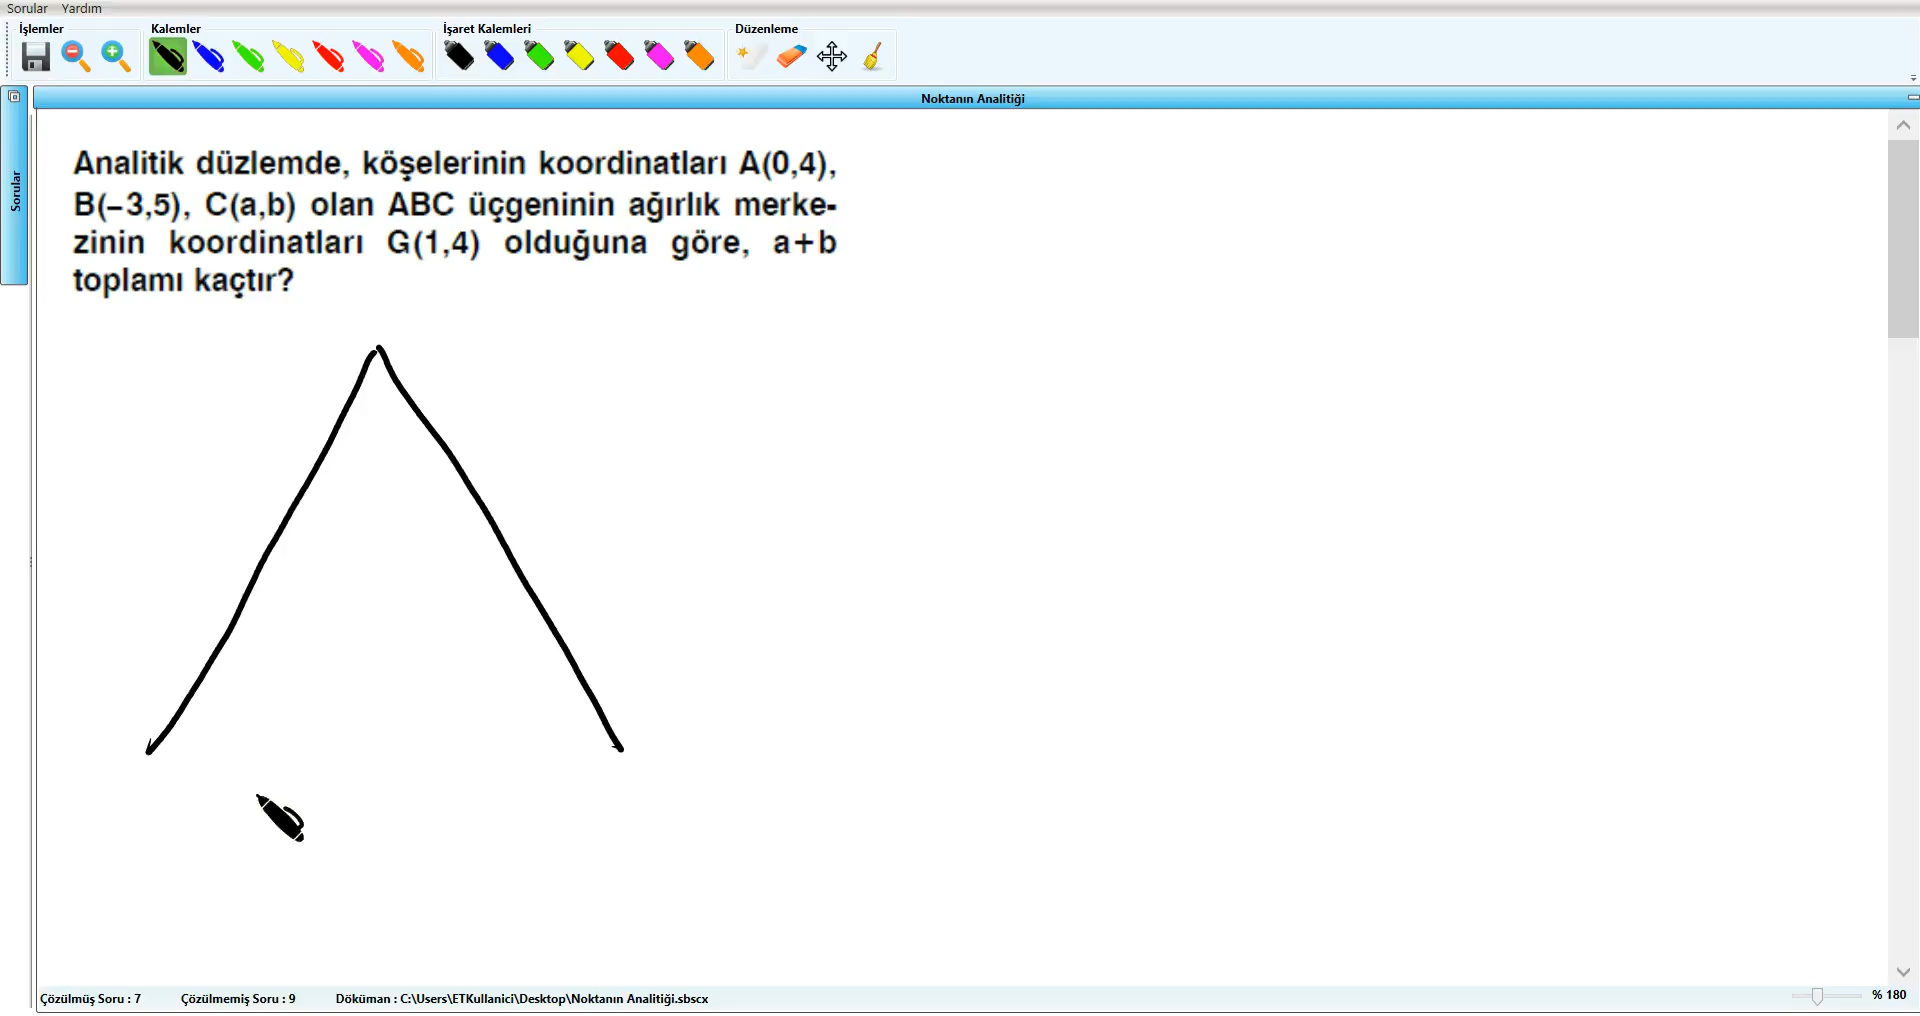 Sorular Yardım
İşlemler Kalemler İşaret Kalemleri Düzenleme
Noktanın Analitiği
Sorular
Analitik düzlemde, köşelerinin koordinatları A(0,4),
B(−3,5), C(a,b) olan ABC üçgeninin ağırlık merke-
zinin koordinatları G(1,4) olduğuna göre, a+b
toplamı kaçtır?
Çözülmüş Soru : 7 Çözülmemiş Soru : 9 Döküman : C:\Users\ETKullanici\Desktop\Noktanın Analitiği.sbscx % 180